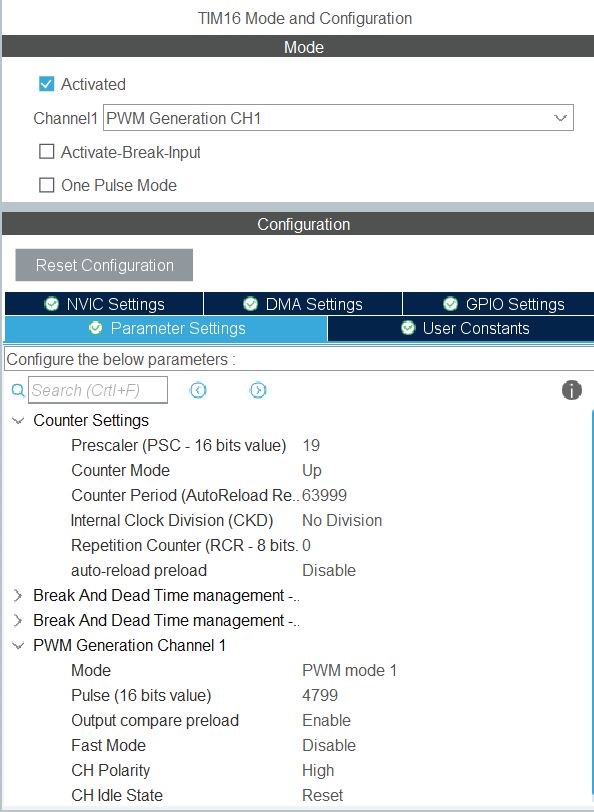 TIM16 Mode and Configuration
Mode
Activated
Channel1 PWM Generation CH1
Activate-Break-Input
One Pulse Mode
Configuration
Reset Configuration
NVIC Settings DMA Settings GPIO Settings
Parameter Settings User Constants
Configure the below parameters :
Search (Crtl+F)
Counter Settings
Prescaler (PSC - 16 bits value) 19
Counter Mode Up
Counter Period (AutoReload Re.. 63999
Internal Clock Division (CKD) No Division
Repetition Counter (RCR - 8 bits. 0
auto-reload preload Disable
Break And Dead Time management -..
Break And Dead Time management -..
PWM Generation Channel 1
Mode PWM mode 1
Pulse (16 bits value) 4799
Output compare preload Enable
Fast Mode Disable
CH Polarity High
CH Idle State Reset